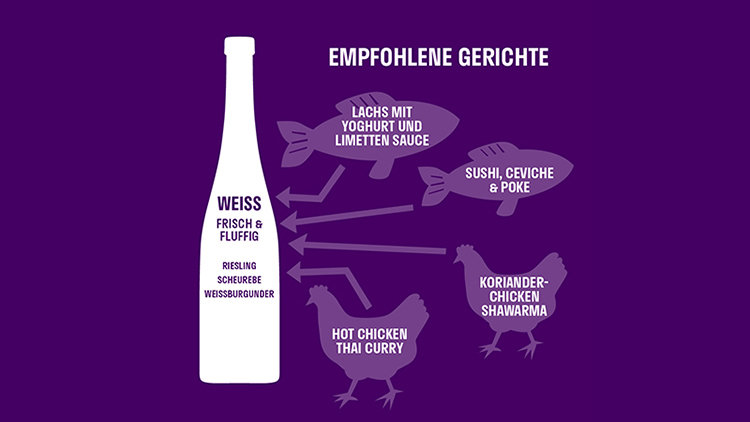 EMPFOHLENE GERICHTE
LACHS MIT
YOGHURT UND
LIMETTEN SAUCE
SUSHI, CEVICHE
& POKE
WEISS
FRISCH &
FLUFFIG
RIESLING
SCHEUREBE
WEISSBURGUNDER
KORIANDER-
CHICKEN
SHAWARMA
HOT CHICKEN
THAI CURRY